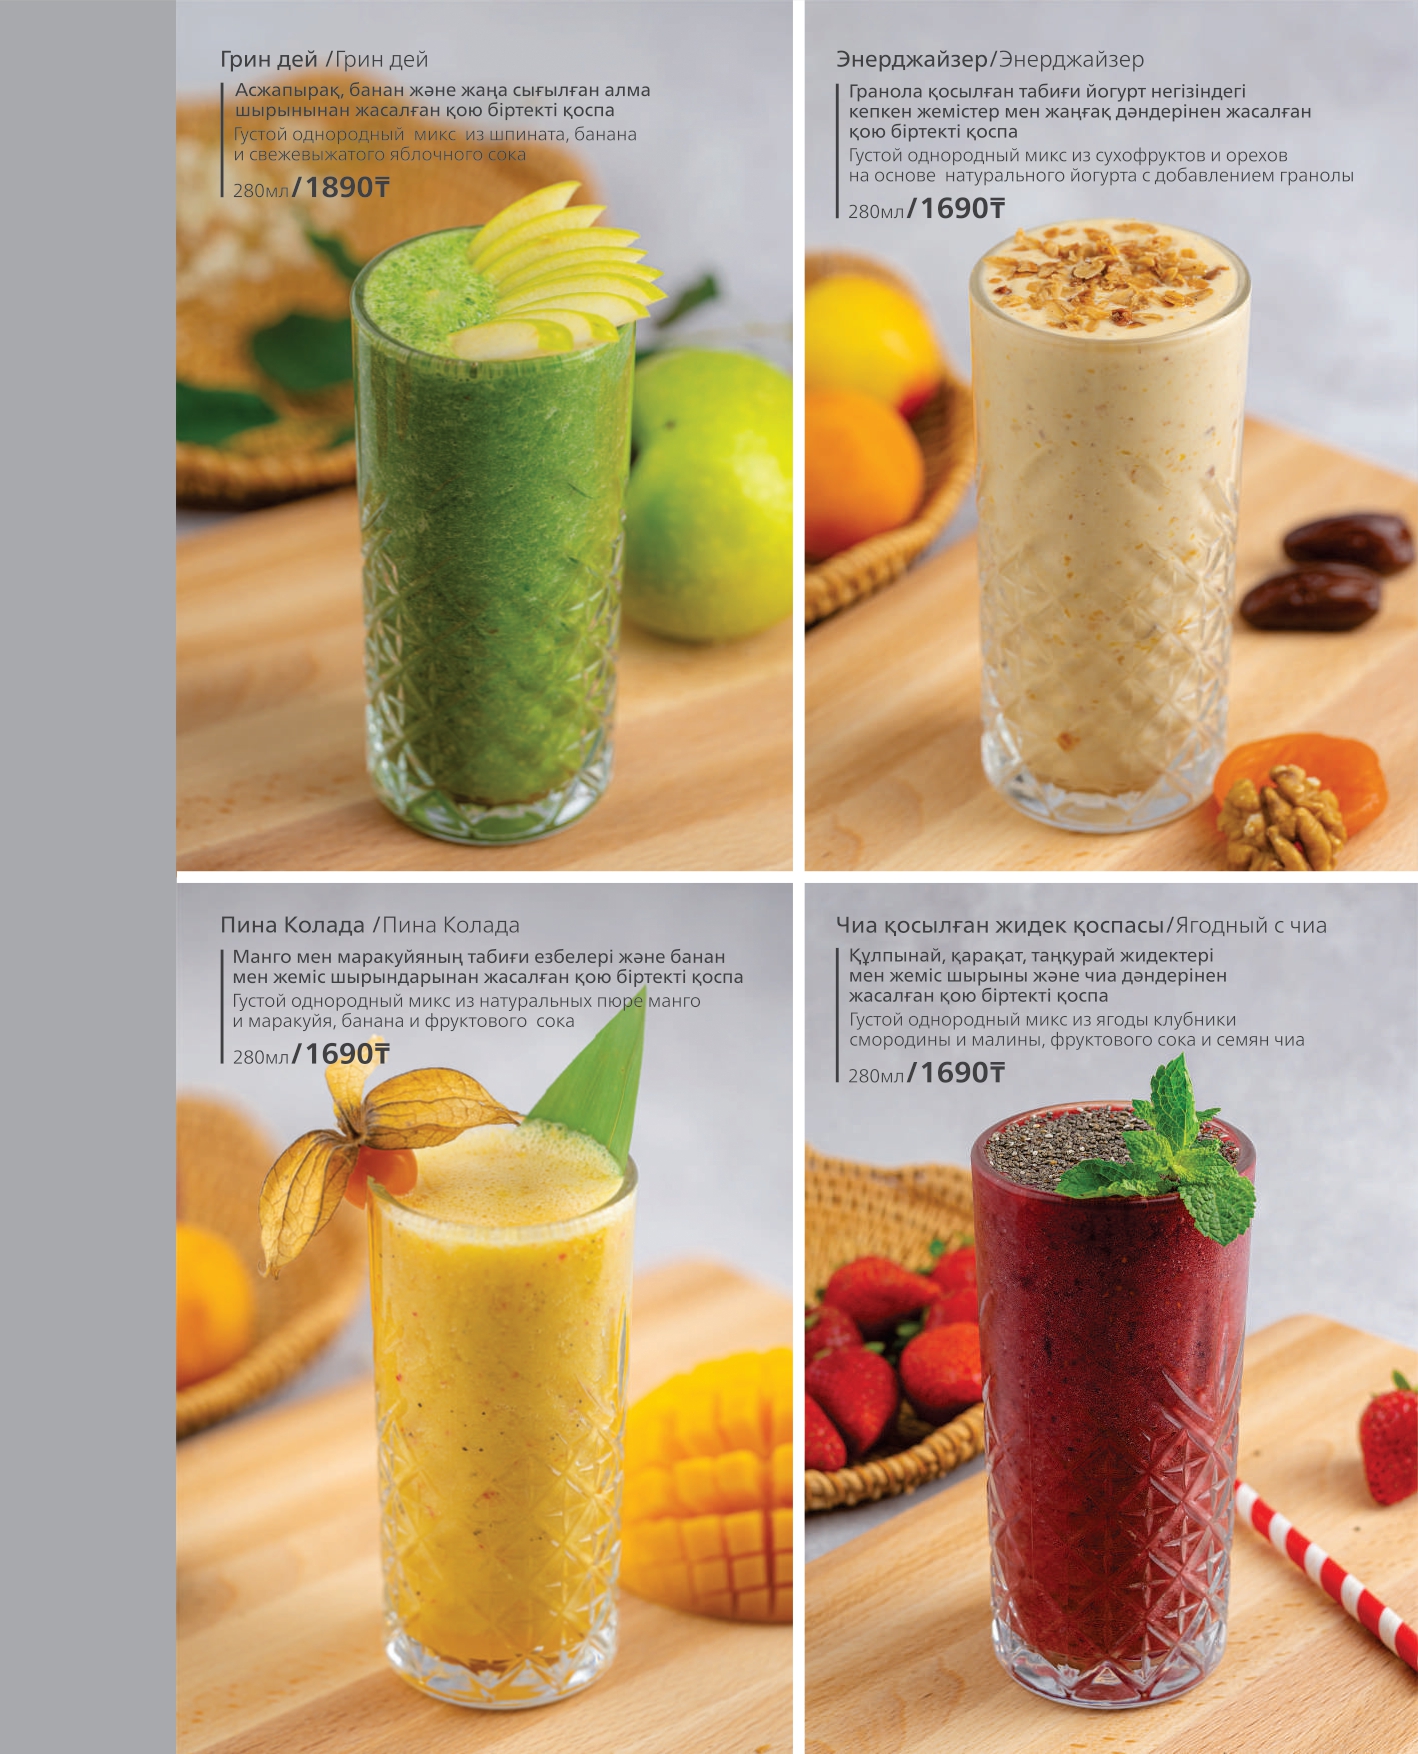 Грин дей /Грин дей
Асжапырақ, банан және жаңа сығылған алма
шырынынан жасалған қою біртекті қоспа
Густой однородный микс из шпината, банана
и свежевыжатого яблочного сока
280мл/1890₸
Энерджайзер/Энерджайзер
Гранола қосылған табиғи йогурт негізіндегі
кепкен жемістер мен жаңғақ дәндерінен жасалған
қою біртекті қоспа
Густой однородный микс из сухофруктов и орехов
на основе натурального йогурта с добавлением гранолы
280мл/1690₸
Пина Колада /Пина Колада
Манго мен маракуйяның табиғи езбелері және банан
мен жеміс шырындарынан жасалған қою біртекті қоспа
Густой однородный микс из натуральных пюре манго
и маракуйя, банана и фруктового сока
280мл/1690₸
Чиа қосылған жидек қоспасы/Ягодный с чиа
Құлпынай, қарақат, таңқурай жидектері
мен жеміс шырыны және чиа дәндерінен
жасалған қою біртекті қоспа
Густой однородный микс из ягоды клубники
смородины и малины, фруктового сока и семян чиа
280мл/1690₸